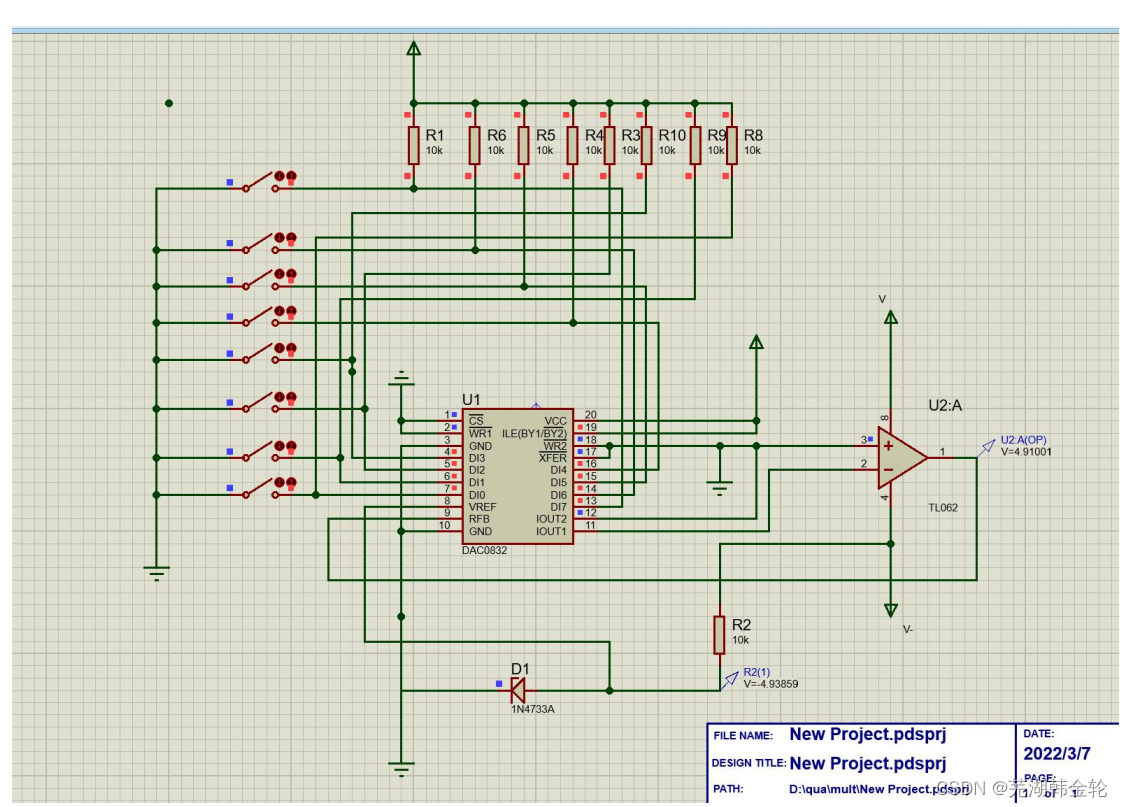 R1
10k
R6
10k
R5
10k
R4
10k
R3
10k
R10
10k
R9
10k
R8
10k
V
U1
1
2
3
4
5
6
7
8
9
10
CS
WR1
GND
DI3
DI2
DI1
DI0
VREF
RFB
GND
VCC
ILE(BY1/BY2)
WR2
XFER
DI4
DI5
DI6
DI7
IOUT2
IOUT1
20
19
18
17
16
15
14
13
12
11
DAC0832
U2:A
8
3
2
1
4
TL062
U2:A(OP)
V=4.91001
V-
R2
10k
R2(1)
V=-4.93859
D1
1N4733A
FILE NAME: New Project.pdsprj
DESIGN TITLE: New Project.pdsprj
PATH: D:\qua\mult\New Project.pdsprj
DATE:
2022/3/7
PAGE:
1 of 1
CSDN @芜湖韩金轮